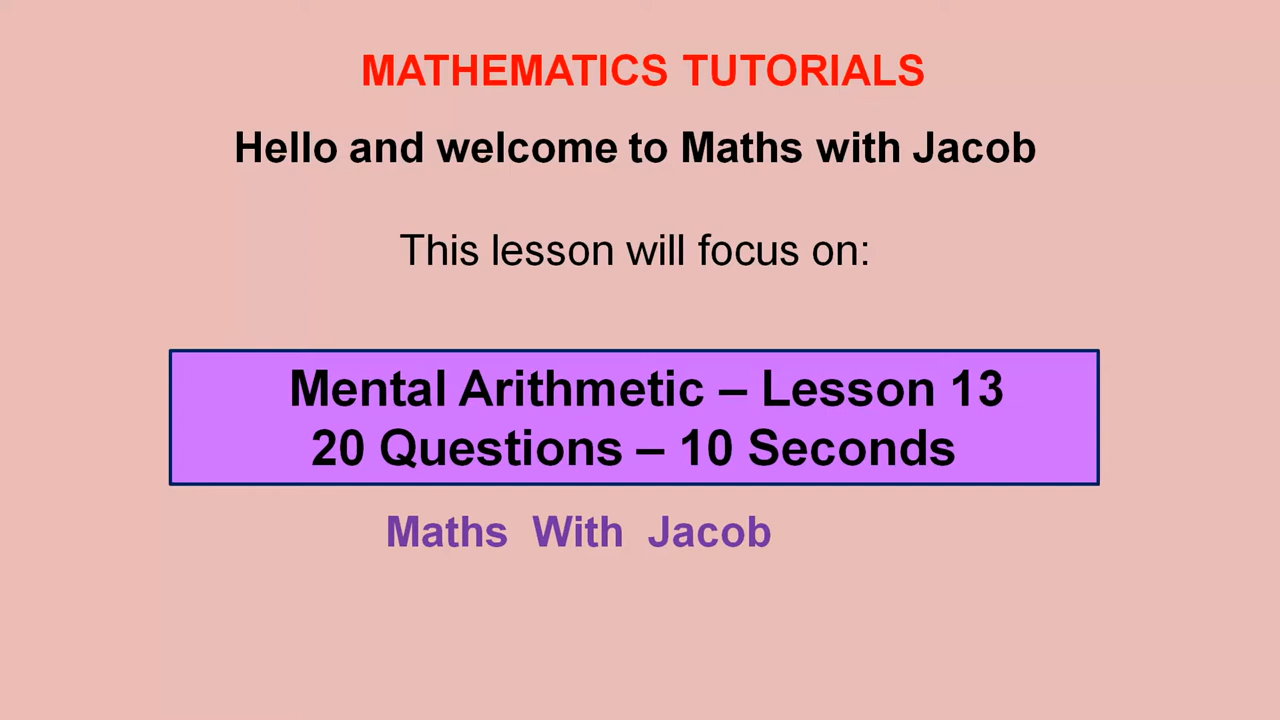 MATHEMATICS TUTORIALS
Hello and welcome to Maths with Jacob
This lesson will focus on:
Mental Arithmetic – Lesson 13
20 Questions – 10 Seconds
Maths With Jacob